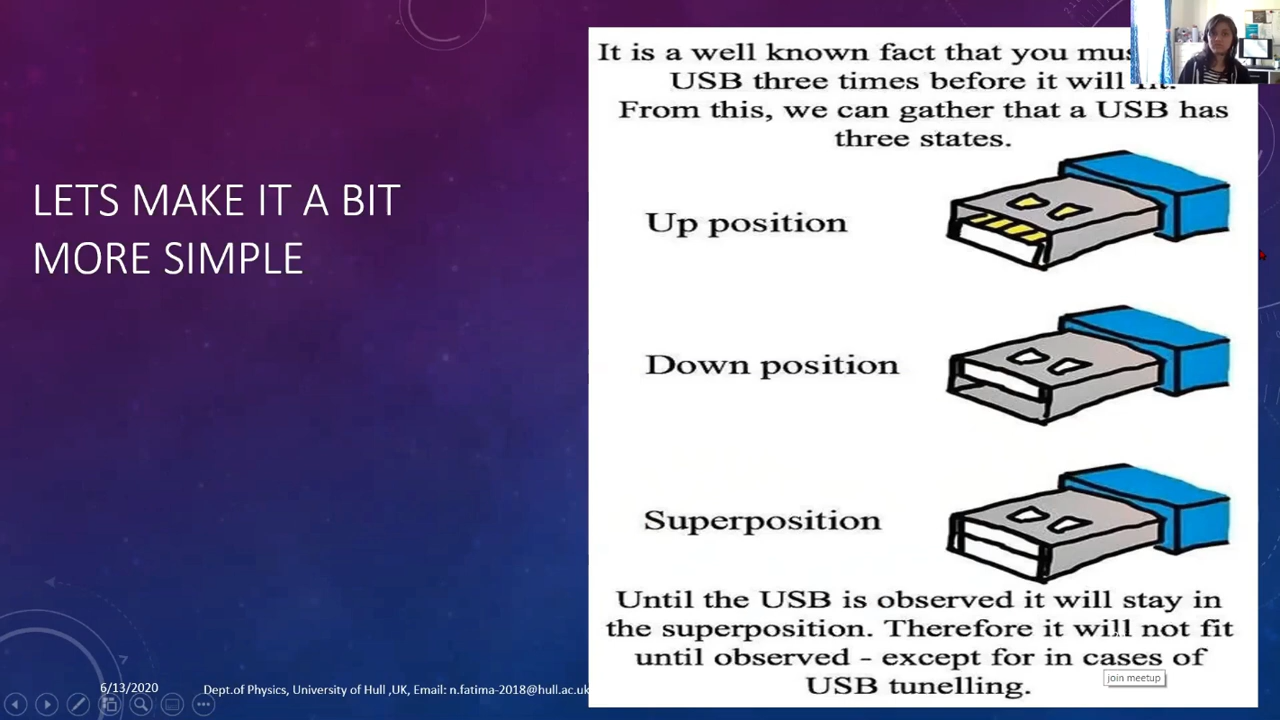 LETS MAKE IT A BIT
MORE SIMPLE
It is a well known fact that you
USB three times before it will
From this, we can gather that a USB has
three states.
Up position
Down position
Superposition
Until the USB is observed it will stay in
the superposition. Therefore it will not fit
until observed - except for in cases of
USB tunelling.
join meetup
6/13/2020
Dept.of Physics, University of Hull ,UK, Email: n.fatima-2018@hull.ac.uk